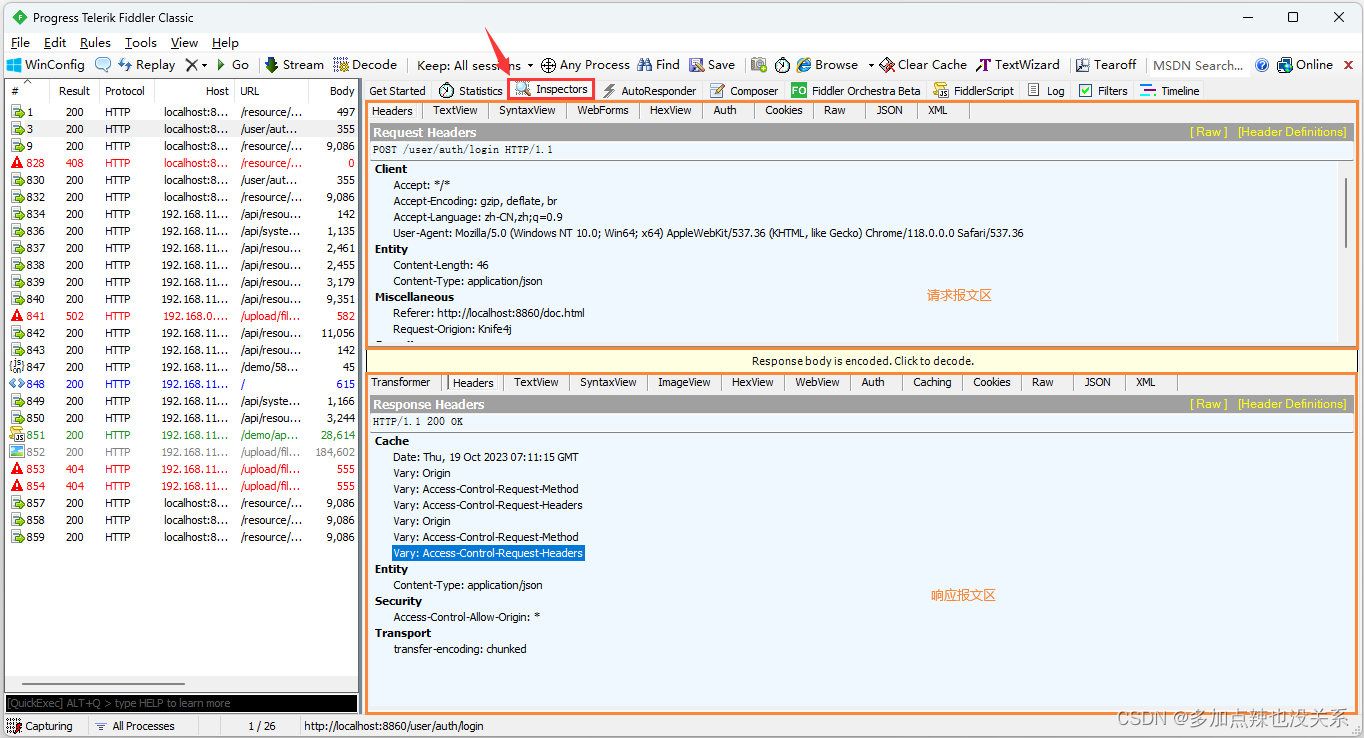 Progress Telerik Fiddler Classic
File Edit Rules Tools View Help
WinConfig Replay Go Stream Decode Keep: All sessions Any Process Find Save Browse Clear Cache TextWizard Tearoff MSDN Search... Online
# Result Protocol Host URL Body
1 200 HTTP localhost:8... /resource/... 497
3 200 HTTP localhost:8... /user/aut... 355
9 200 HTTP localhost:8... /resource/... 9,086
828 408 HTTP localhost:8... /resource/... 0
830 200 HTTP localhost:8... /user/aut... 355
832 200 HTTP localhost:8... /resource/... 9,086
834 200 HTTP 192.168.11... /api/resou... 142
836 200 HTTP 192.168.11... /api/syste... 1,135
837 200 HTTP 192.168.11... /api/resou... 2,461
838 200 HTTP 192.168.11... /api/resou... 2,455
839 200 HTTP 192.168.11... /api/resou... 3,179
840 200 HTTP 192.168.11... /api/resou... 9,351
841 502 HTTP 192.168.0.... /upload/fil... 582
842 200 HTTP 192.168.11... /api/resou... 11,056
843 200 HTTP 192.168.11... /api/resou... 142
847 200 HTTP 192.168.11... /demo/58... 45
848 200 HTTP 192.168.11... / 615
849 200 HTTP 192.168.11... /api/syste... 1,166
850 200 HTTP 192.168.11... /api/resou... 3,244
851 200 HTTP 192.168.11... /demo/ap... 28,614
852 200 HTTP 192.168.11... /upload/fil... 184,602
853 404 HTTP 192.168.11... /upload/fil... 555
854 404 HTTP 192.168.11... /upload/fil... 555
857 200 HTTP localhost:8... /resource/... 9,086
858 200 HTTP localhost:8... /resource/... 9,086
859 200 HTTP localhost:8... /resource/... 9,086
[QuickExec] ALT+Q > type HELP to learn more
Get Started Statistics Inspectors AutoResponder Composer FO Fiddler Orchestra Beta FiddlerScript Log Filters Timeline
Headers TextView SyntaxView WebForms HexView Auth Cookies Raw JSON XML
Request Headers [ Raw ] [Header Definitions]
POST /user/auth/login HTTP/1.1
Client
Accept: */*
Accept-Encoding: gzip, deflate, br
Accept-Language: zh-CN,zh;q=0.9
User-Agent: Mozilla/5.0 (Windows NT 10.0; Win64; x64) AppleWebKit/537.36 (KHTML, like Gecko) Chrome/118.0.0.0 Safari/537.36
Entity
Content-Length: 46
Content-Type: application/json
Miscellaneous
请求报文区
Referer: http://localhost:8860/doc.html
Request-Origion: Knife4j
Response body is encoded. Click to decode.
Transformer Headers TextView SyntaxView ImageView HexView WebView Auth Caching Cookies Raw JSON XML
Response Headers [ Raw ] [Header Definitions]
HTTP/1.1 200 OK
Cache
Date: Thu, 19 Oct 2023 07:11:15 GMT
Vary: Origin
Vary: Access-Control-Request-Method
Vary: Access-Control-Request-Headers
Vary: Origin
Vary: Access-Control-Request-Method
Vary: Access-Control-Request-Headers
Entity
Content-Type: application/json
响应报文区
Security
Access-Control-Allow-Origin: *
Transport
transfer-encoding: chunked
Capturing All Processes 1 / 26 http://localhost:8860/user/auth/login
CSDN @多加点辣也没关系